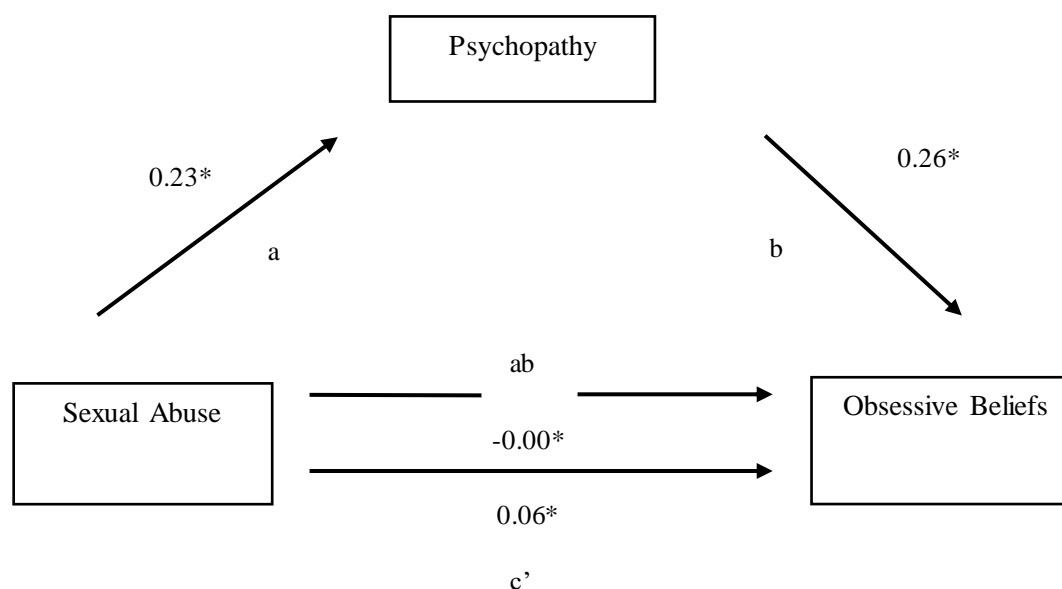 Psychopathy
0.23*
0.26*
a
b
ab
Sexual Abuse
Obsessive Beliefs
-0.00*
0.06*
c’